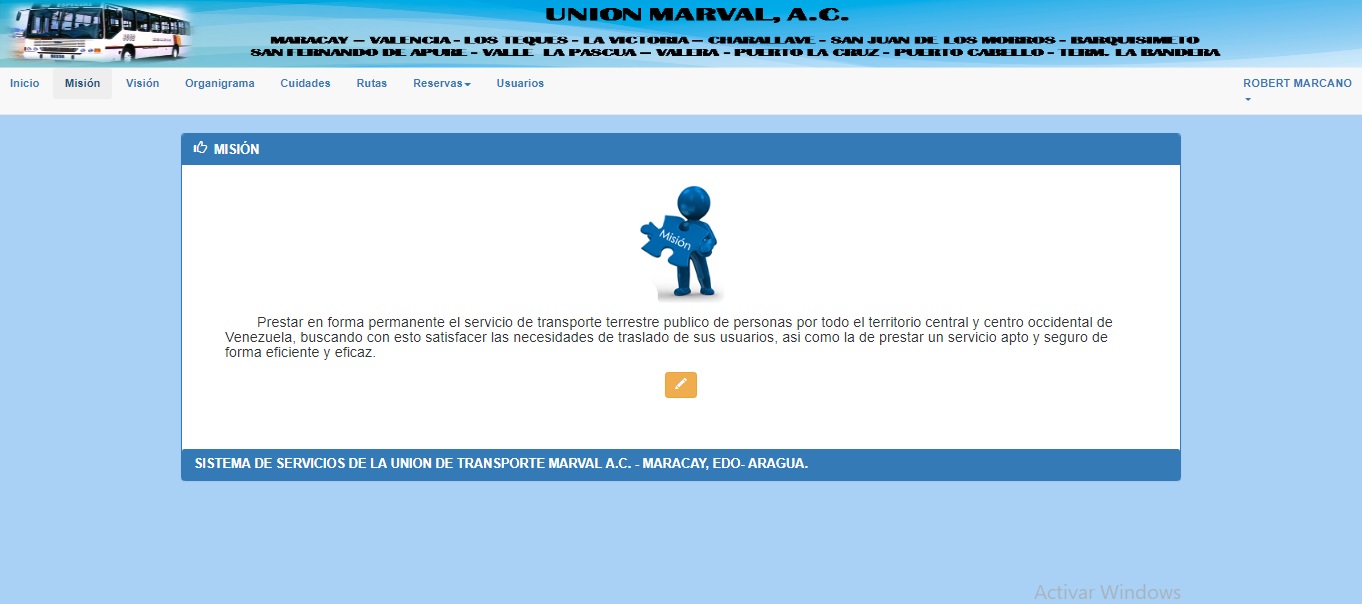 UNION MARVAL, A.C.
MARACAY – VALENCIA - LOS TEQUES - LA VICTORIA – CHARALLAVE - SAN JUAN DE LOS MORROS - BARQUISIMETO
SAN FERNANDO DE APURE - VALLE LA PASCUA – VALERA - PUERTO LA CRUZ - PUERTO CABELLO - TERM. LA BANDERA
Inicio Misión Visión Organigrama Cuidades Rutas Reservas Usuarios ROBERT MARCANO
MISIÓN
Misión
Prestar en forma permanente el servicio de transporte terrestre publico de personas por todo el territorio central y centro occidental de
Venezuela, buscando con esto satisfacer las necesidades de traslado de sus usuarios, asi como la de prestar un servicio apto y seguro de
forma eficiente y eficaz.
SISTEMA DE SERVICIOS DE LA UNION DE TRANSPORTE MARVAL A.C. - MARACAY, EDO- ARAGUA.
Activar Windows